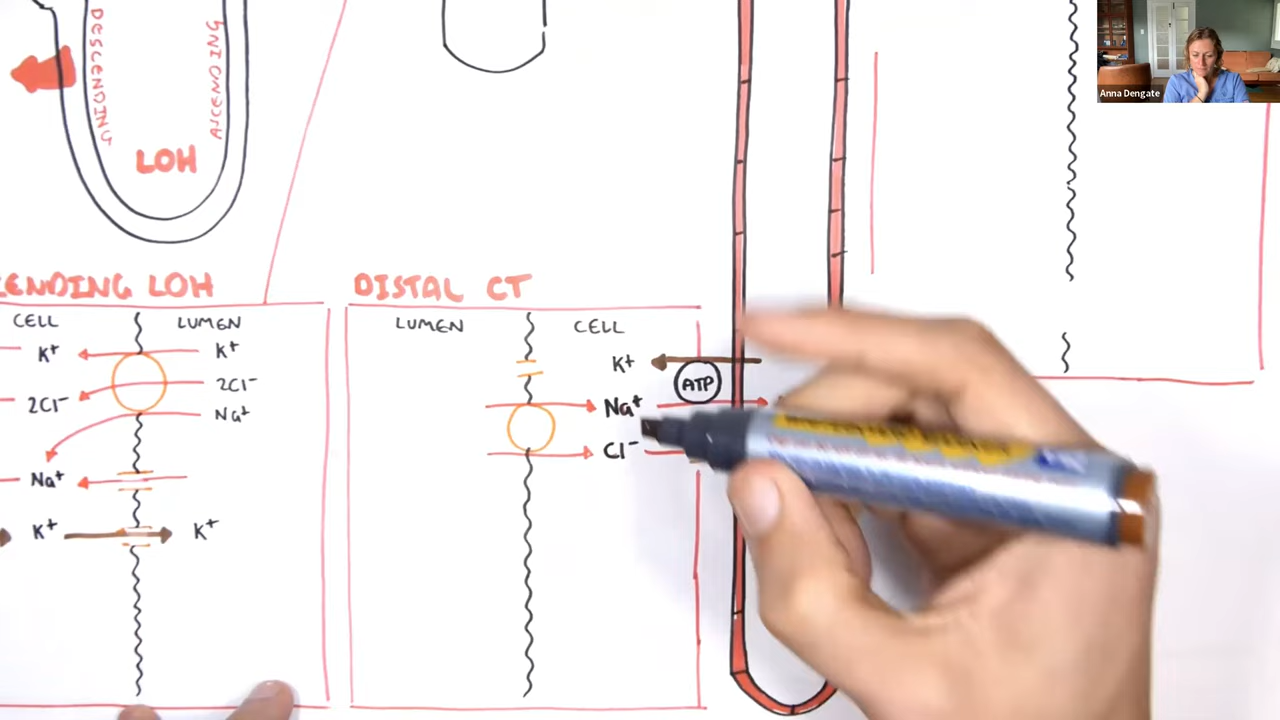 DESCENDING
ASCENDING
LOH
Anna Dengate
CENDING LOH
CELL
LUMEN
K+
K+
2Cl-
2Cl-
Na+
Na+
K+
K+
DISTAL CT
LUMEN
CELL
K+
ATP
Na+
Cl-